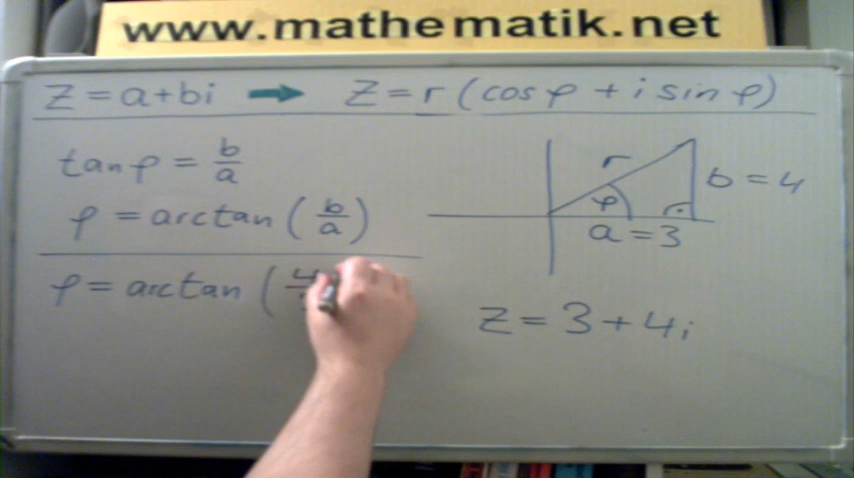 www.mathematik.net
z = a+bi → z = r (cos φ + i sin φ)
tan φ = b/a
φ = arctan (b/a)
φ = arctan (4
r
φ
b = 4
a = 3
z = 3 + 4i